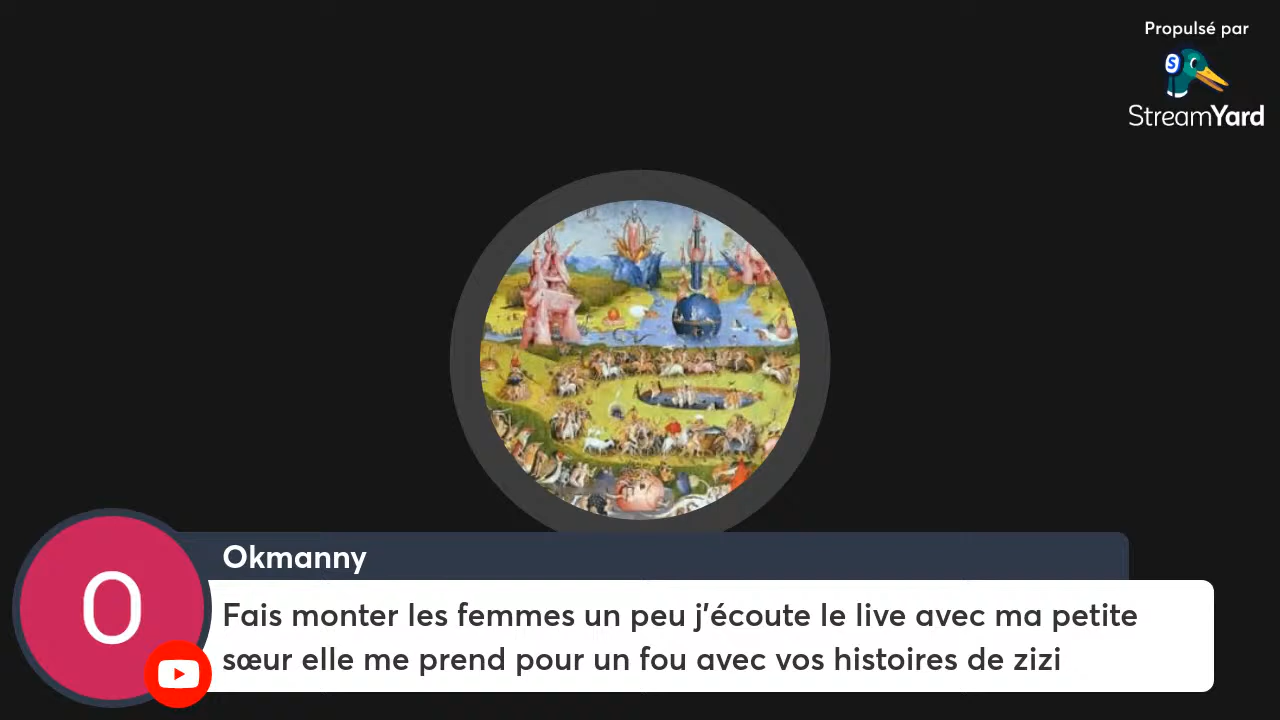 Propulsé par
S
StreamYard
O
Okmanny
Fais monter les femmes un peu j'écoute le live avec ma petite
sœur elle me prend pour un fou avec vos histoires de zizi